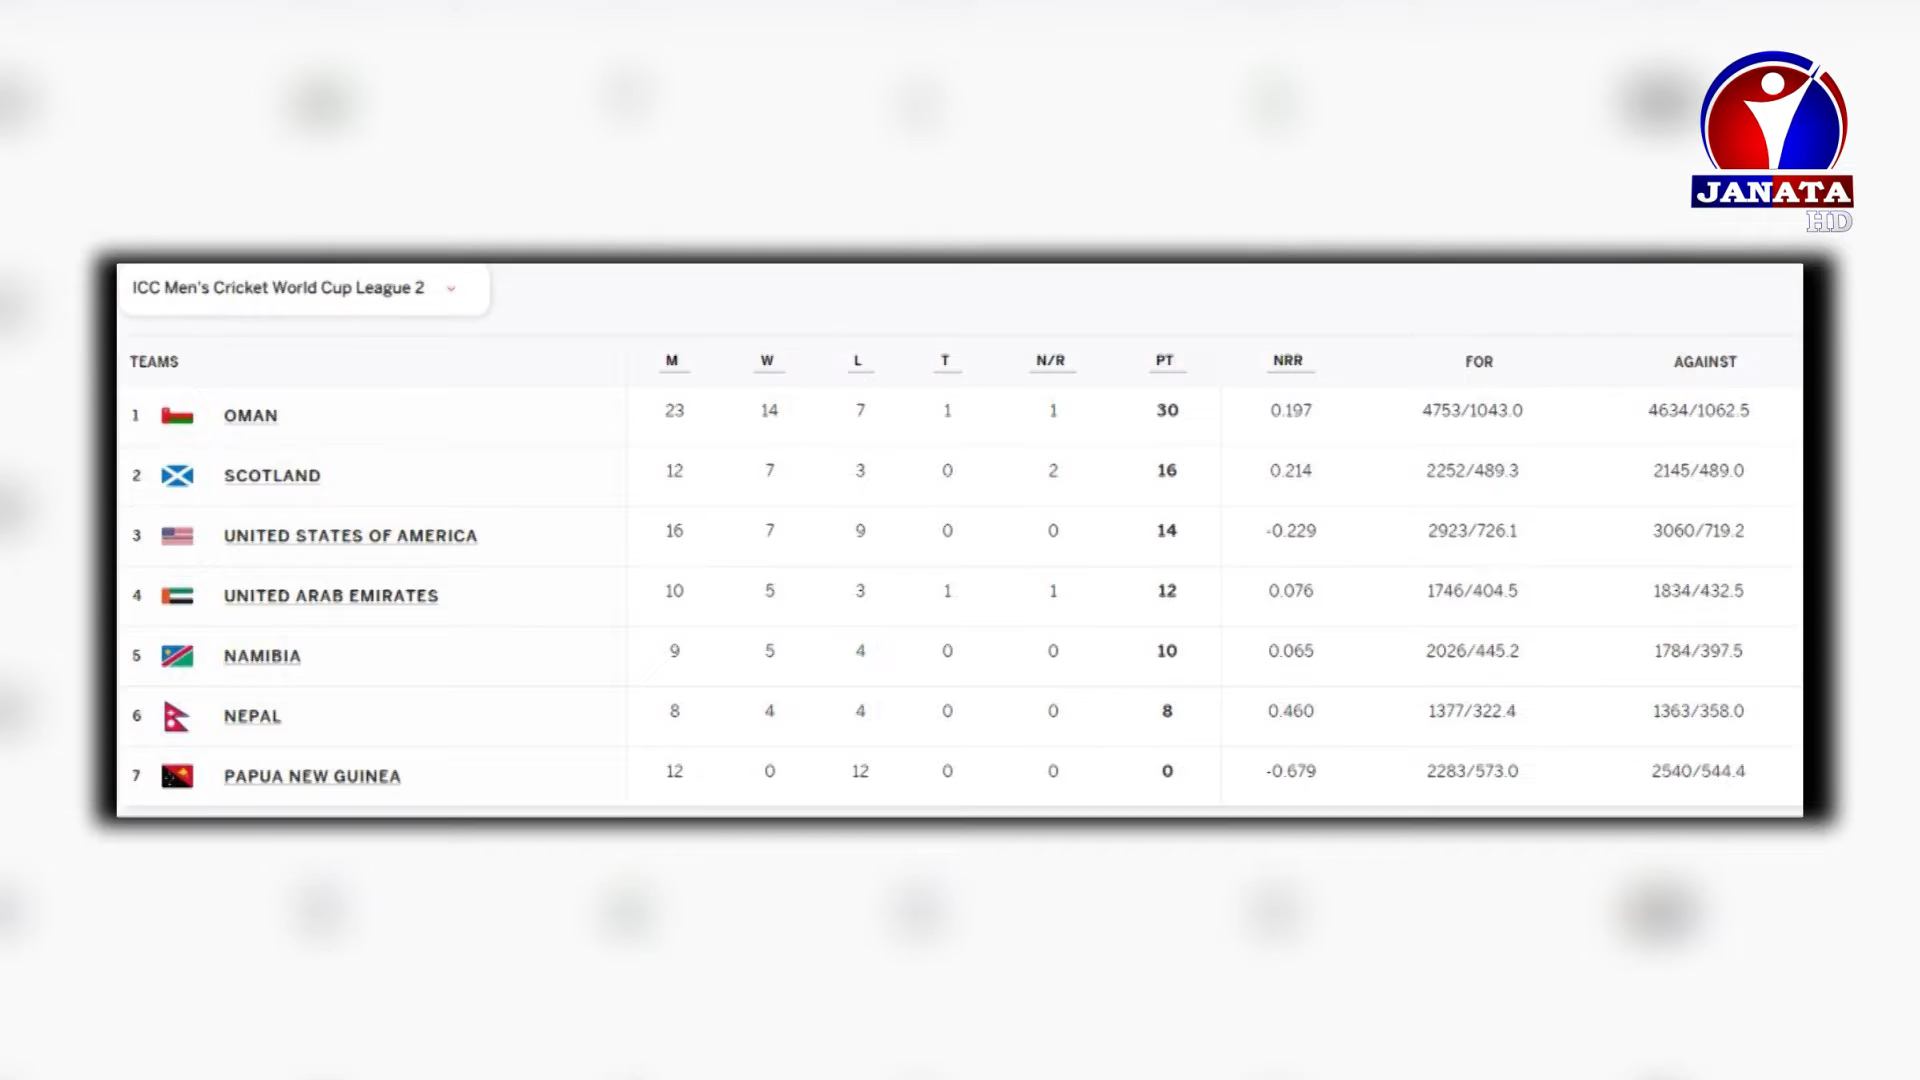 JANATA
HD
ICC Men's Cricket World Cup League 2
TEAMS M W L T N/R PT NRR FOR AGAINST
1 OMAN 23 14 7 1 1 30 0.197 4753/1043.0 4634/1062.5
2 SCOTLAND 12 7 3 0 2 16 0.214 2252/489.3 2145/489.0
3 UNITED STATES OF AMERICA 16 7 9 0 0 14 -0.229 2923/726.1 3060/719.2
4 UNITED ARAB EMIRATES 10 5 3 1 1 12 0.076 1746/404.5 1834/432.5
5 NAMIBIA 9 5 4 0 0 10 0.065 2026/445.2 1784/397.5
6 NEPAL 8 4 4 0 0 8 0.460 1377/322.4 1363/358.0
7 PAPUA NEW GUINEA 12 0 12 0 0 0 -0.679 2283/573.0 2540/544.4